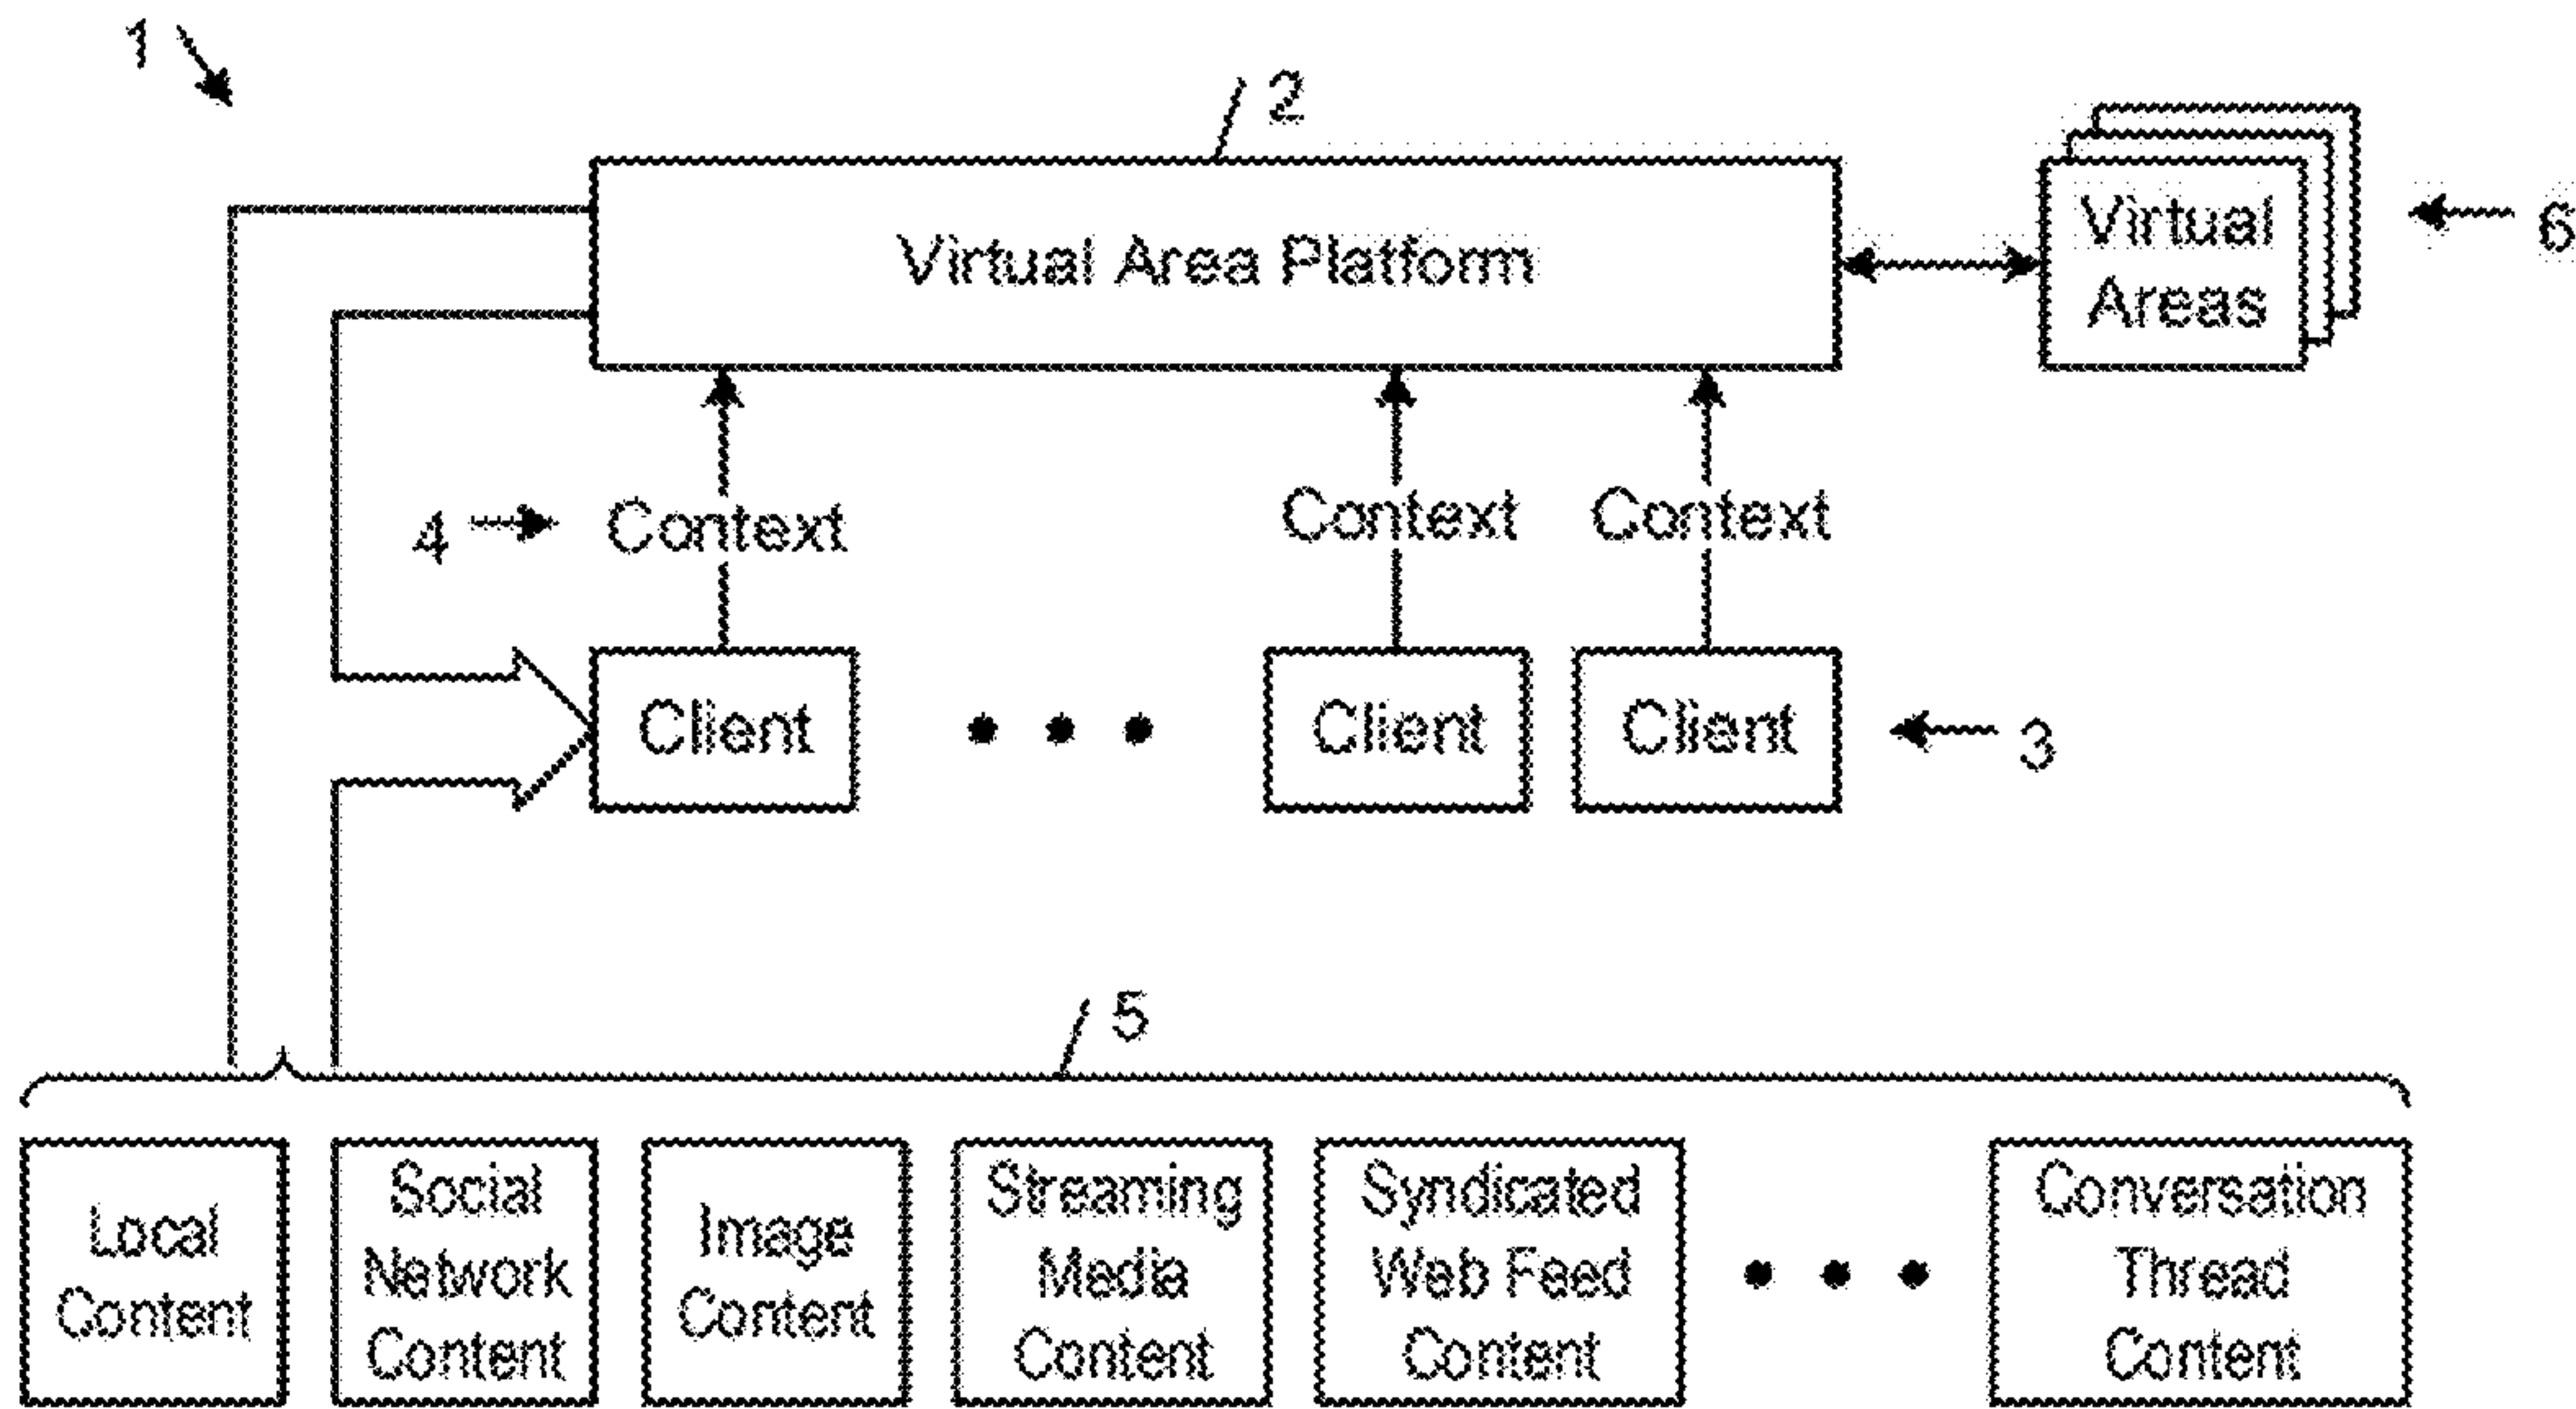 1
2
Virtual Area Platform
Virtual
Areas
6
4
Context
Context
Context
Client
Client
Client
3
5
Local
Content
Social
Network
Content
Image
Content
Streaming
Media
Content
Syndicated
Web Feed
Content
Conversation
Thread
Content